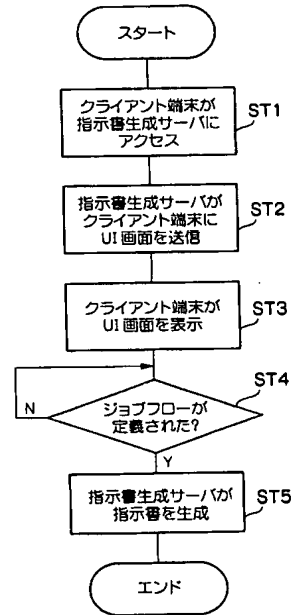 スタート
クライアント端末が
指示書生成サーバに
アクセス
ST1
指示書生成サーバが
クライアント端末に
UI画面を送信
ST2
クライアント端末が
UI画面を表示
ST3
ST4
ジョブフローが
定義された?
N
Y
指示書生成サーバが
指示書を生成
ST5
エンド